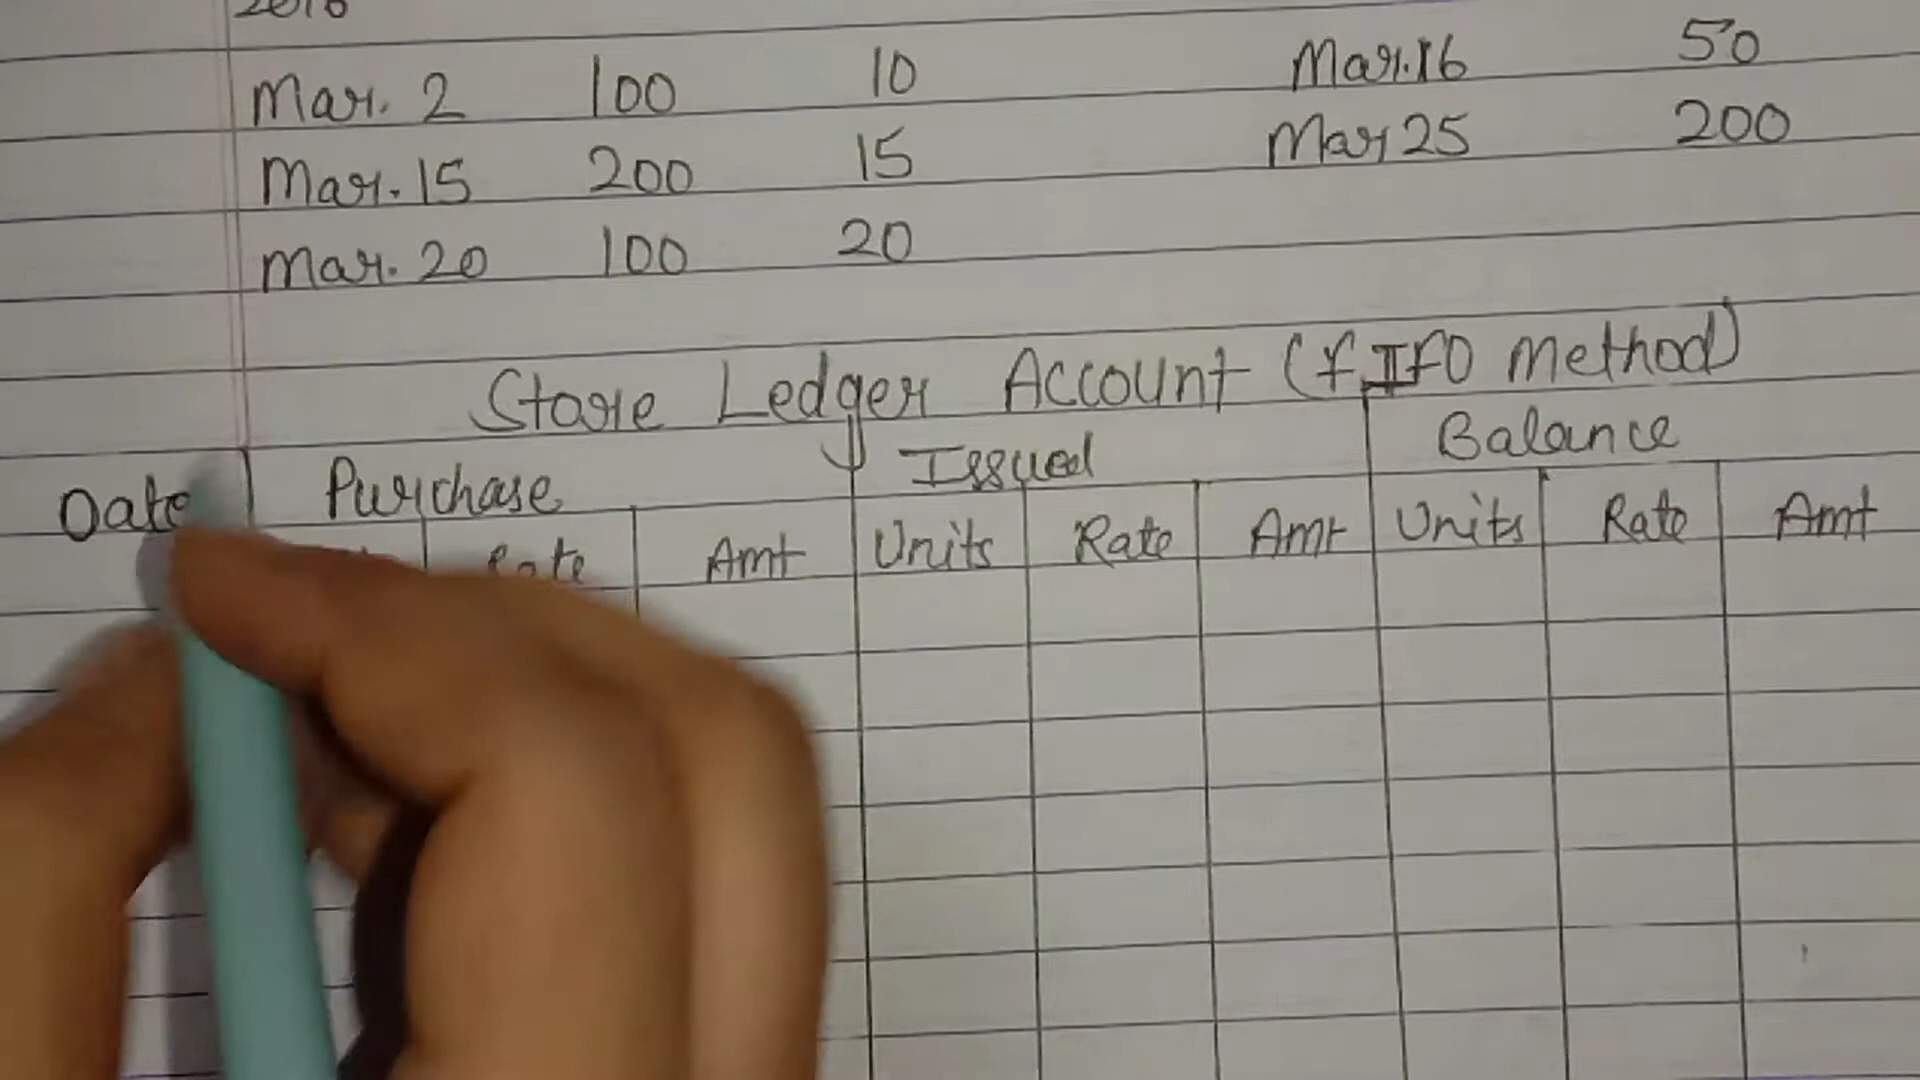 Mar. 2 100 10 Mar.16 50
Mar. 15 200 15 Mar 25 200
Mar. 20 100 20
Store Ledger Account (FIFO Method)
Date Purchase Issued Balance
Rate Amt Units Rate Amt Units Rate Amt